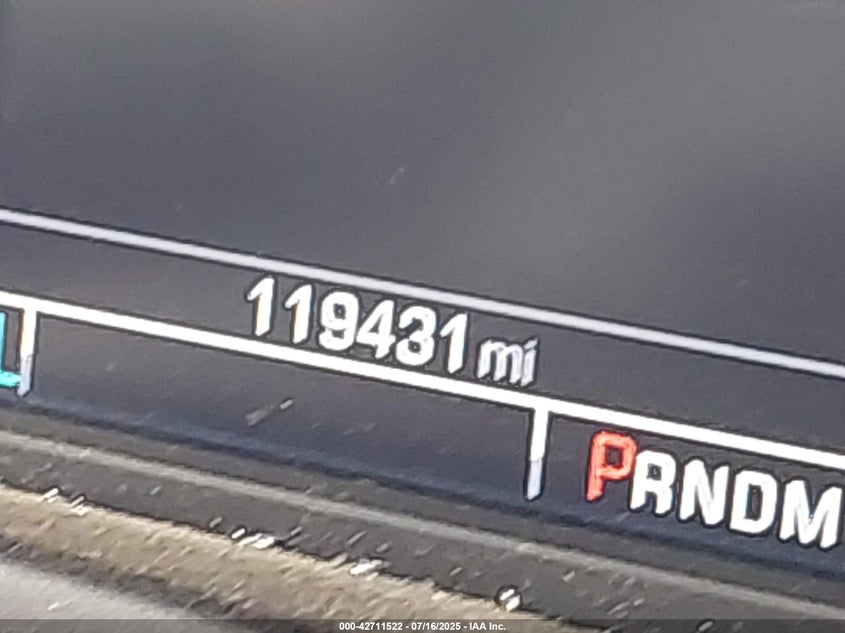 119431 mi
L
PRNDM
000-42711522 - 07/16/2025 - IAA Inc.